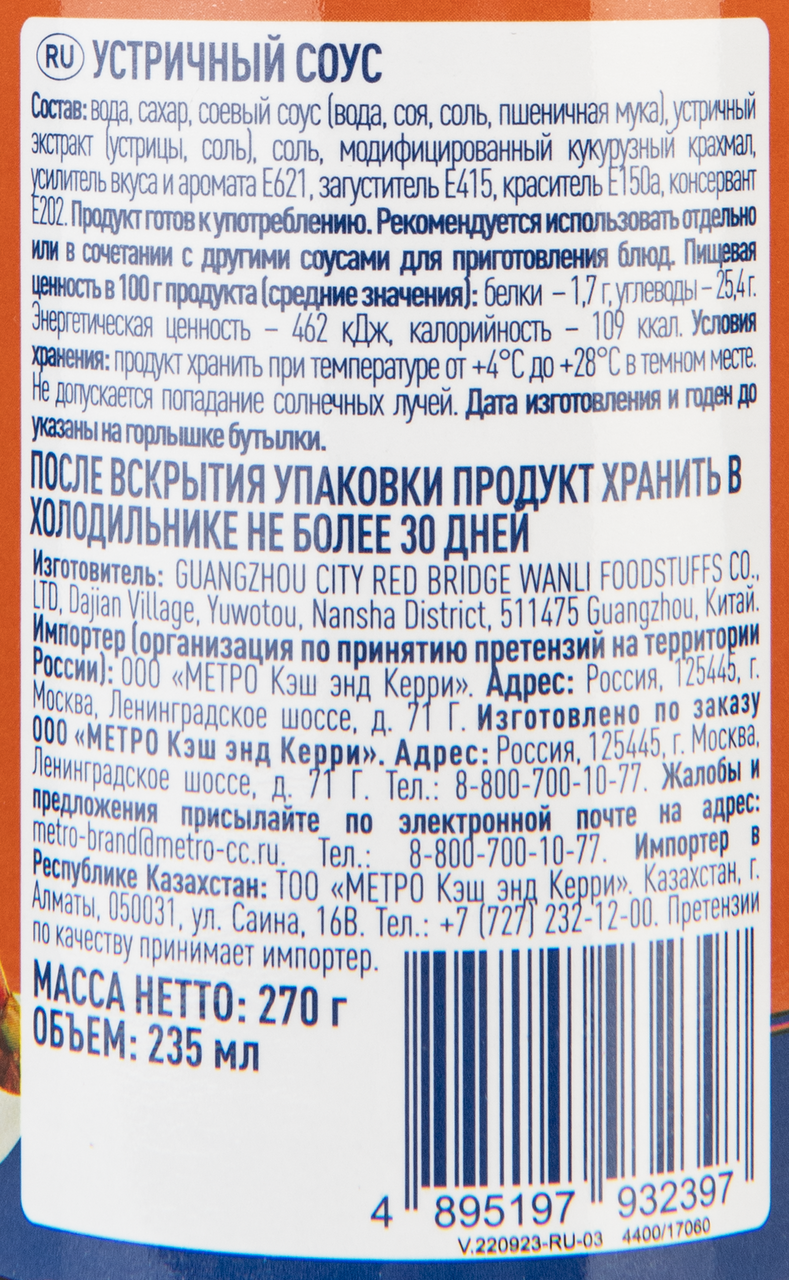 RU УСТРИЧНЫЙ СОУС
Состав: вода, сахар, соевый соус (вода, соя, соль, пшеничная мука), устричный
экстракт (устрицы, соль), соль, модифицированный кукурузный крахмал,
усилитель вкуса и аромата Е621, загуститель Е415, краситель Е150а, консервант
Е202. Продукт готов к употреблению. Рекомендуется использовать отдельно
или в сочетании с другими соусами для приготовления блюд. Пищевая
ценность в 100 г продукта (средние значения): белки – 1,7 г, углеводы – 25,4 г.
Энергетическая ценность – 462 кДж, калорийность – 109 ккал. Условия
хранения: продукт хранить при температуре от +4°С до +28°С в темном месте.
Не допускается попадание солнечных лучей. Дата изготовления и годен до
указаны на горлышке бутылки.
ПОСЛЕ ВСКРЫТИЯ УПАКОВКИ ПРОДУКТ ХРАНИТЬ В
ХОЛОДИЛЬНИКЕ НЕ БОЛЕЕ 30 ДНЕЙ
Изготовитель: GUANGZHOU CITY RED BRIDGE WANLI FOODSTUFFS CO.,
LTD, Dajian Village, Yuwotou, Nansha District, 511475 Guangzhou, Китай.
Импортер (организация по принятию претензий на территории
России): ООО «МЕТРО Кэш энд Керри». Адрес: Россия, 125445, г.
Москва, Ленинградское шоссе, д. 71 Г. Изготовлено по заказу
ООО «МЕТРО Кэш энд Керри». Адрес: Россия, 125445, г. Москва,
Ленинградское шоссе, д. 71 Г. Тел.: 8-800-700-10-77. Жалобы и
предложения присылайте по электронной почте на адрес:
metro-brand@metro-cc.ru. Тел.: 8-800-700-10-77. Импортер в
Республике Казахстан: ТОО «МЕТРО Кэш энд Керри». Казахстан, г.
Алматы, 050031, ул. Саина, 16В. Тел.: +7 (727) 232-12-00. Претензии
по качеству принимает импортер.
МАССА НЕТТО: 270 г
ОБЪЕМ: 235 мл
4 895197 932397
V.220923-RU-03 4400/17060